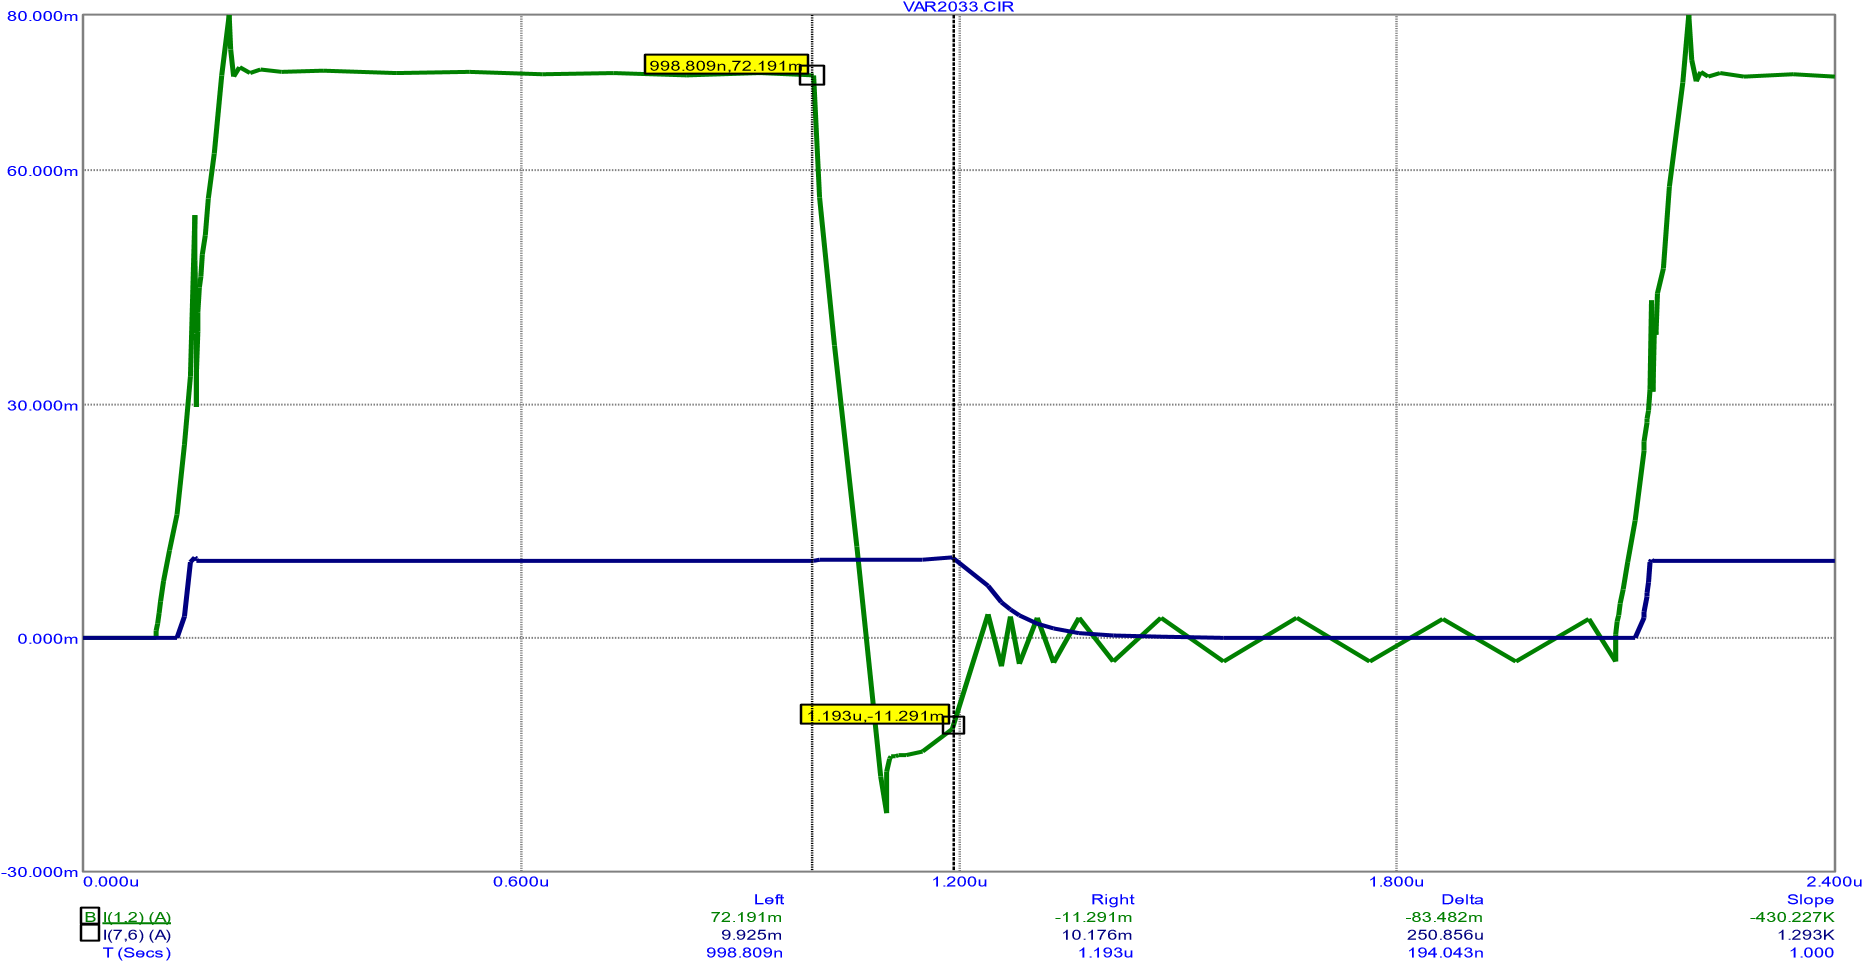 VAR2033.CIR
80.000m
998.809n,72.191m
60.000m
30.000m
0.000m
1.193u,-11.291m
-30.000m
0.000u 0.600u 1.200u 1.800u 2.400u
Left Right Delta Slope
B I(1,2) (A) 72.191m -11.291m -83.482m -430.227K
I(7,6) (A) 9.925m 10.176m 250.856u 1.293K
T (Secs) 998.809n 1.193u 194.043n 1.000